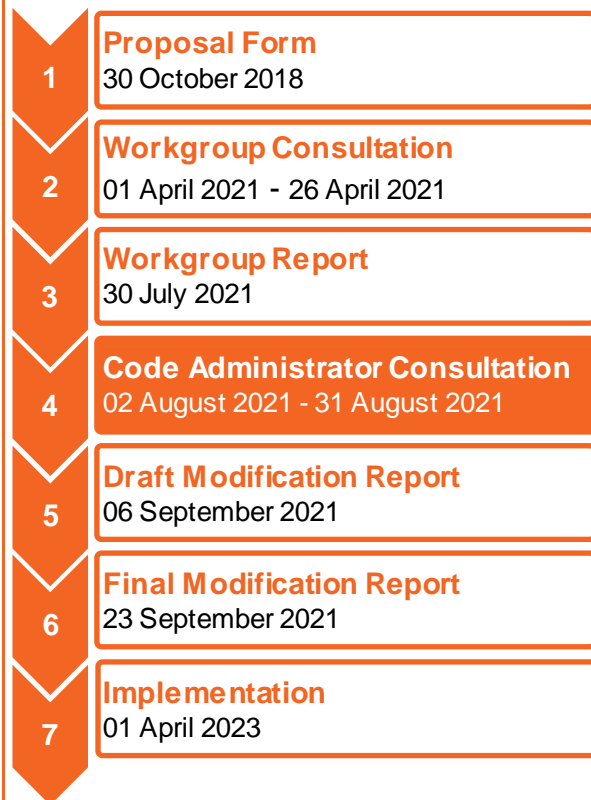 1
Proposal Form
30 October 2018
2
Workgroup Consultation
01 April 2021 - 26 April 2021
3
Workgroup Report
30 July 2021
4
Code Administrator Consultation
02 August 2021 - 31 August 2021
5
Draft Modification Report
06 September 2021
6
Final Modification Report
23 September 2021
7
Implementation
01 April 2023